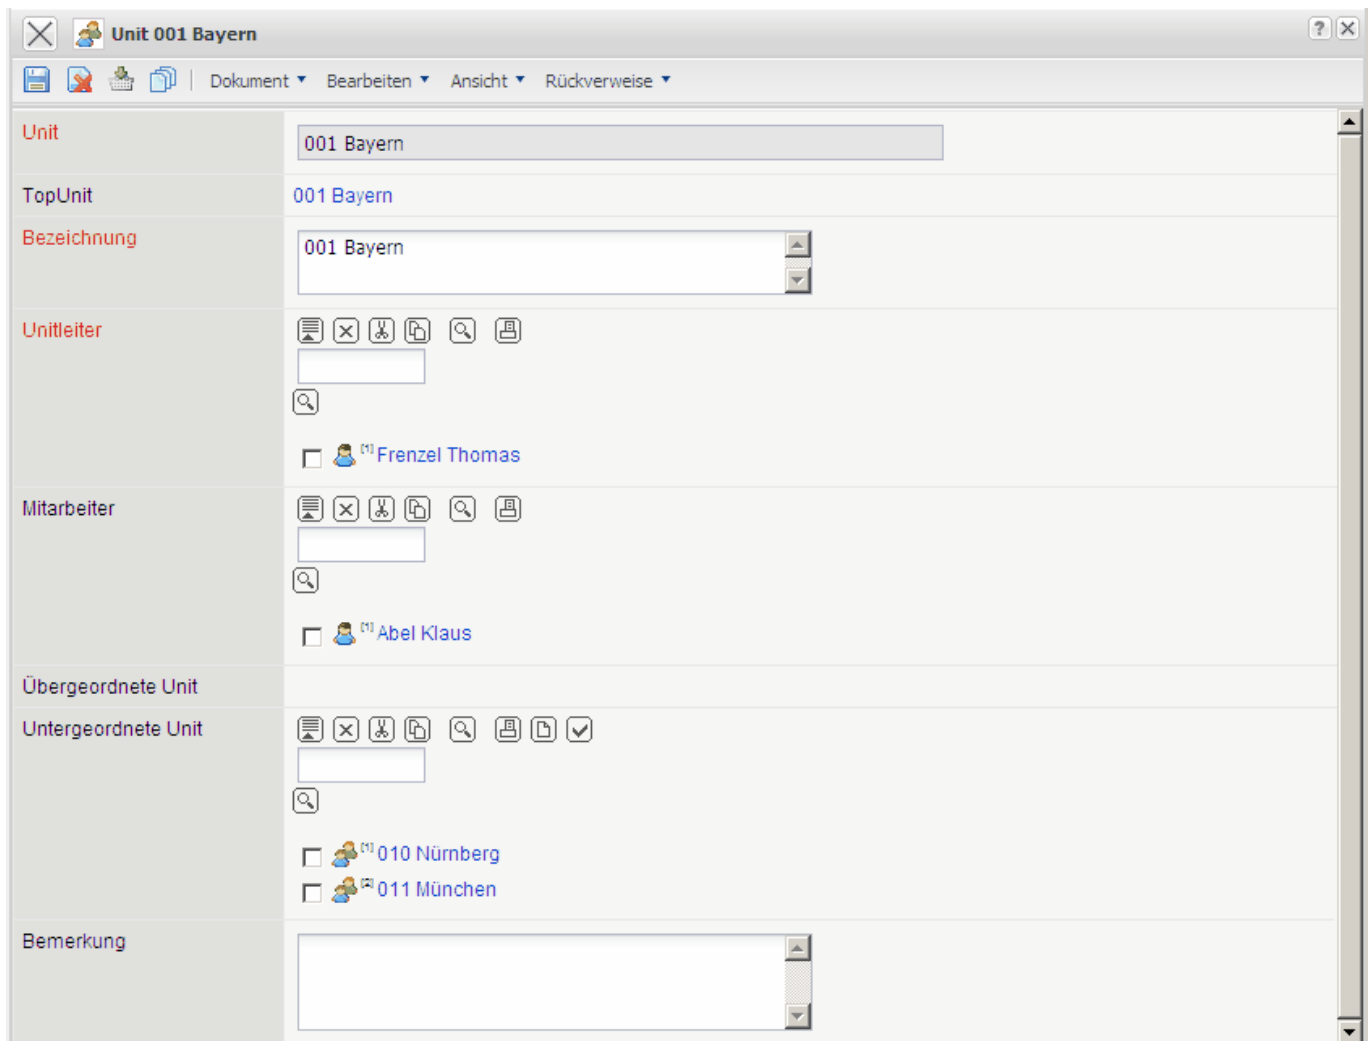 Unit 001 Bayern
Dokument Bearbeiten Ansicht Rückverweise
Unit
001 Bayern
TopUnit
001 Bayern
Bezeichnung
001 Bayern
Unitleiter
[1] Frenzel Thomas
Mitarbeiter
[1] Abel Klaus
Übergeordnete Unit
Untergeordnete Unit
[1] 010 Nürnberg
[2] 011 München
Bemerkung